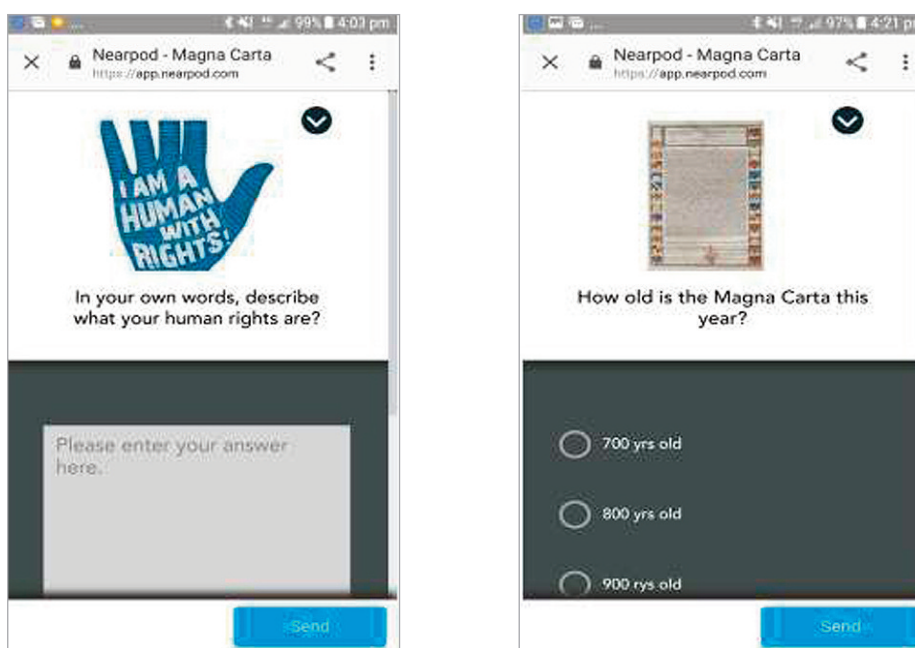 99% 4:03 pm
Nearpod - Magna Carta
https://app.nearpod.com
I AM A
HUMAN
WITH
RIGHTS!
In your own words, describe
what your human rights are?
Please enter your answer
here.
Send
97% 4:21 pm
Nearpod - Magna Carta
https://app.nearpod.com
How old is the Magna Carta this
year?
700 yrs old
800 yrs old
900 rys old
Send